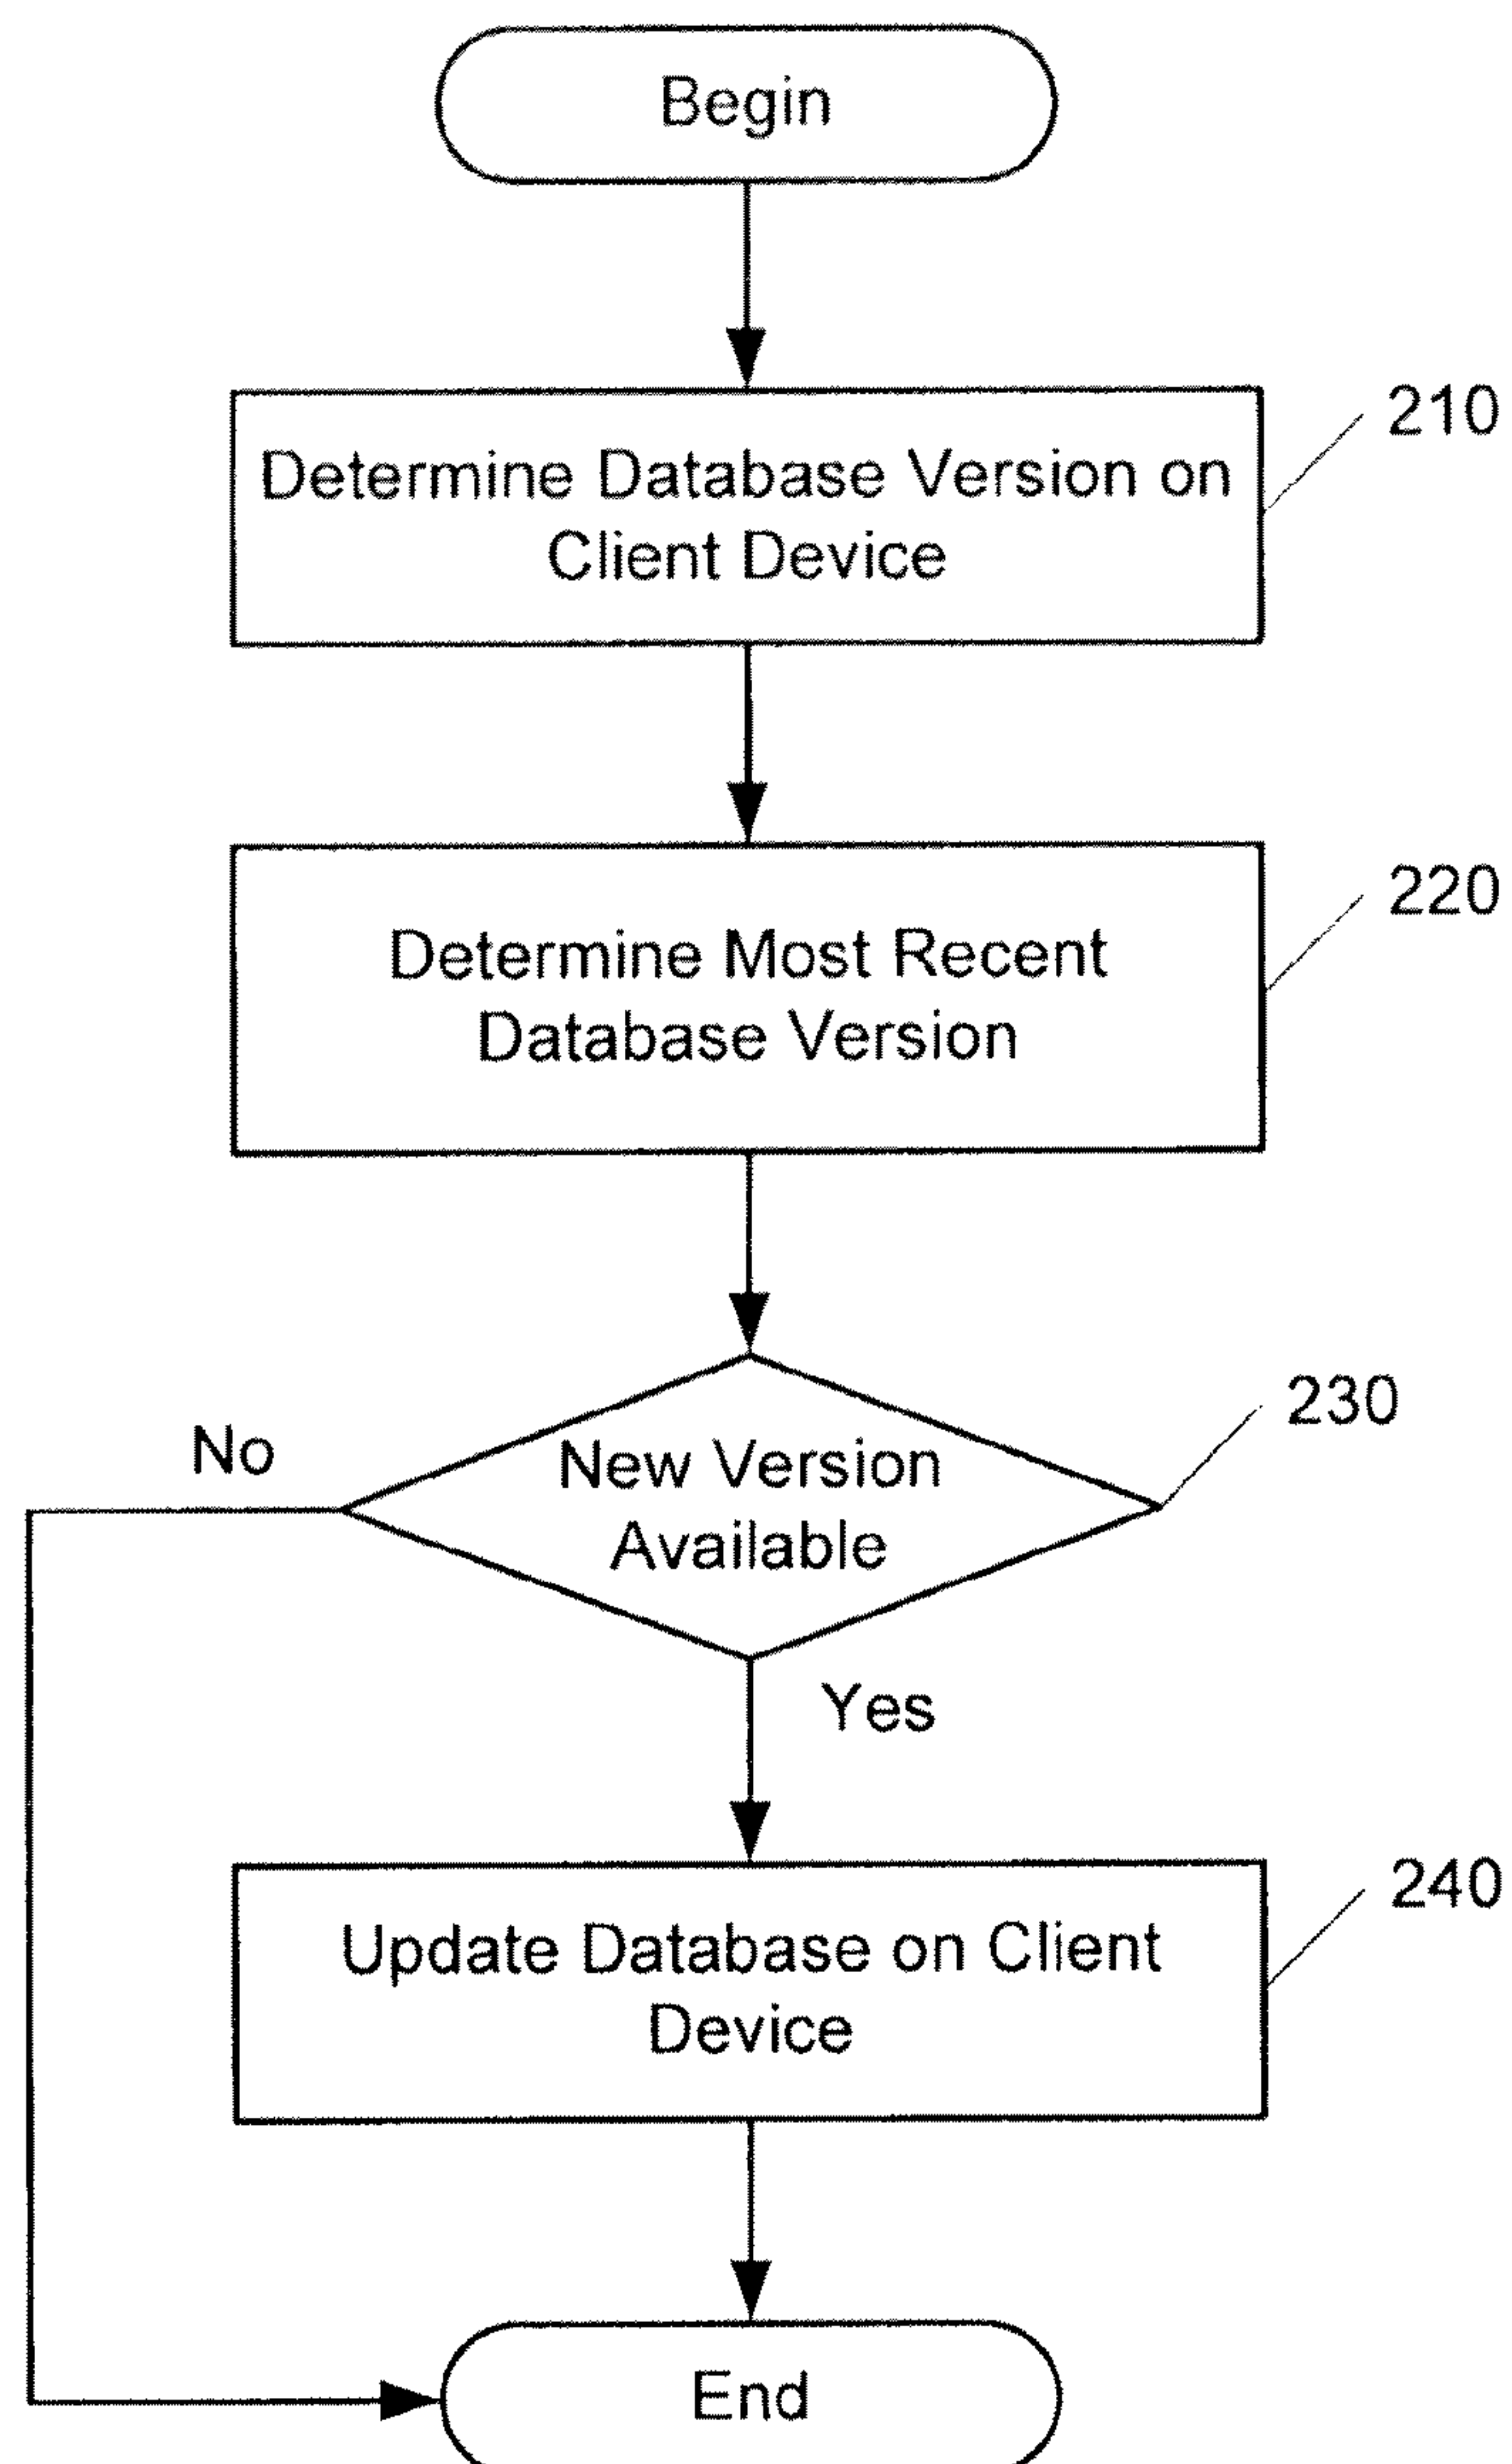 Begin
210
Determine Database Version on
Client Device
220
Determine Most Recent
Database Version
230
No
New Version
Available
Yes
240
Update Database on Client
Device
End